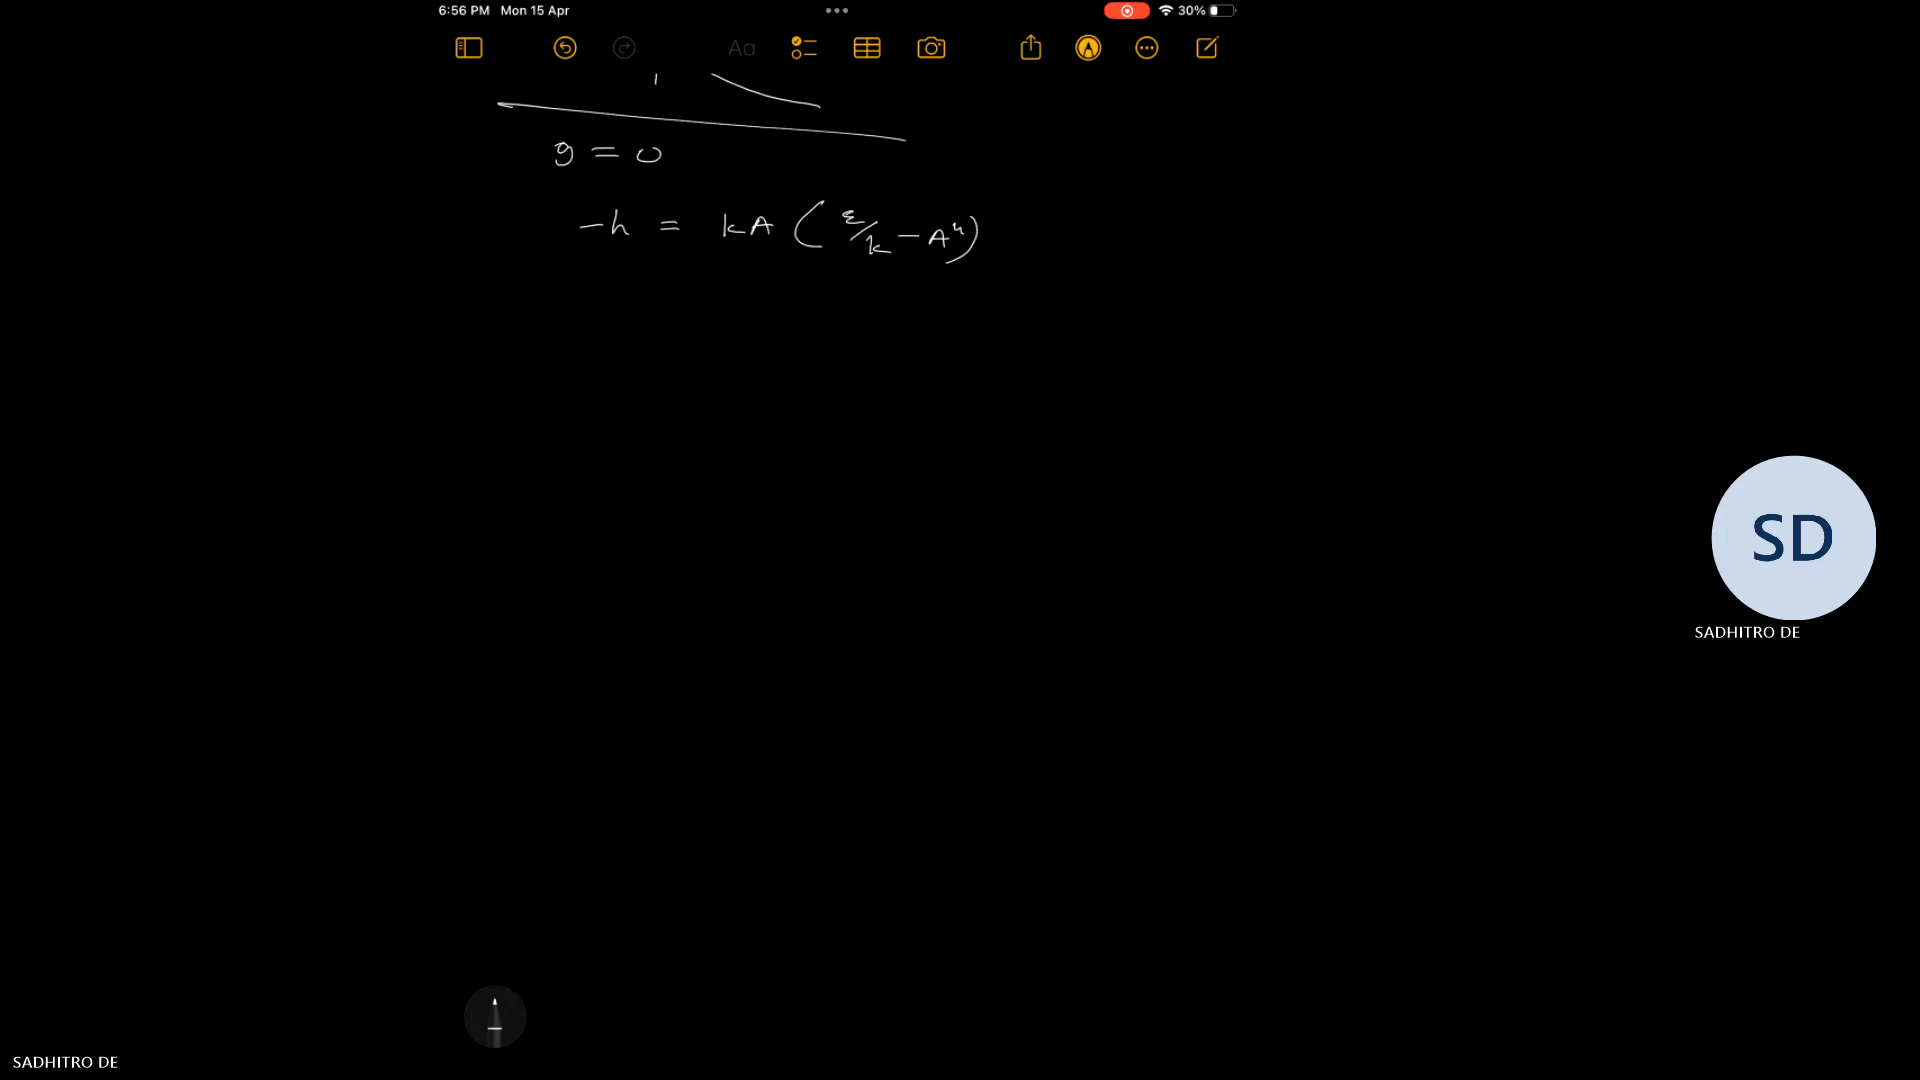 6:56 PM Mon 15 Apr
30%
Aa
g = 0
-h = kA ( ε/k - A⁴)
SD
SADHITRO DE
SADHITRO DE